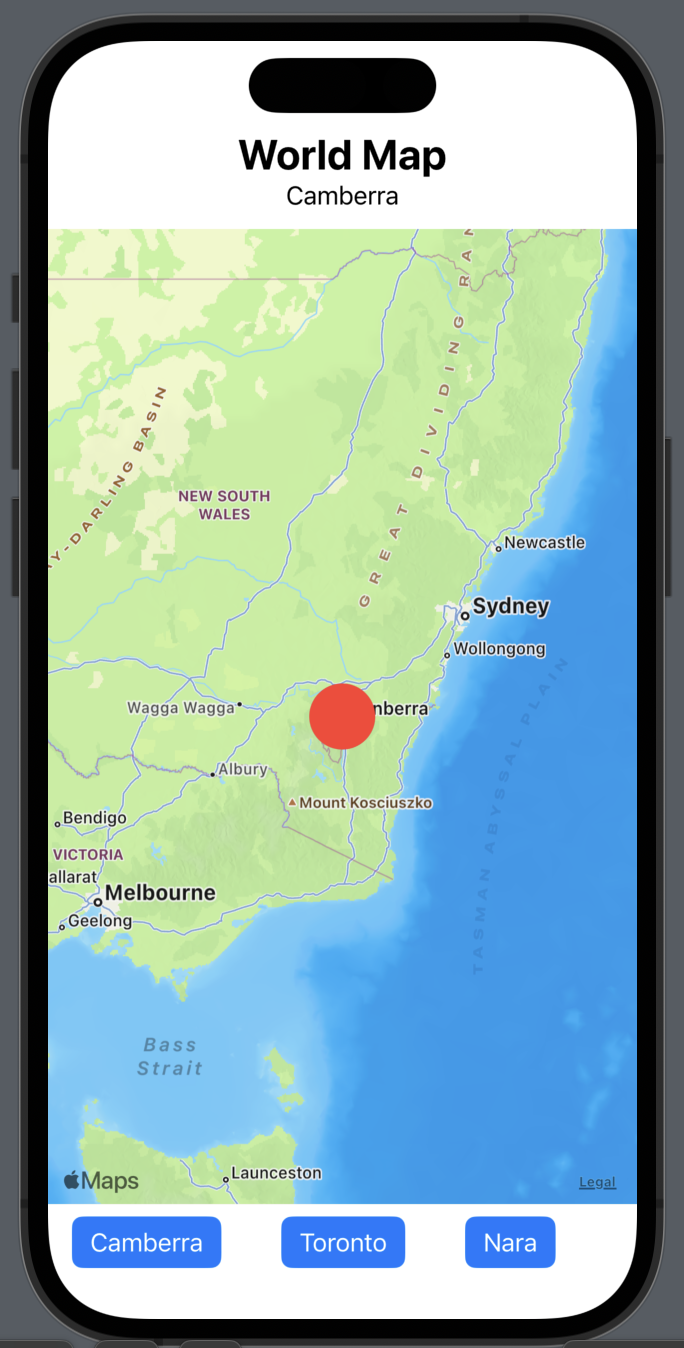 World Map
Camberra
GREAT DIVIDING RAN
Y-DARLING BASIN
NEW SOUTH
WALES
Newcastle
Sydney
Wollongong
Wagga Wagga
nberra
Albury
Mount Kosciuszko
Bendigo
VICTORIA
allarat
Melbourne
Geelong
TASMAN ABYSSAL PLAIN
Bass
Strait
Launceston
Maps
Legal
Camberra
Toronto
Nara